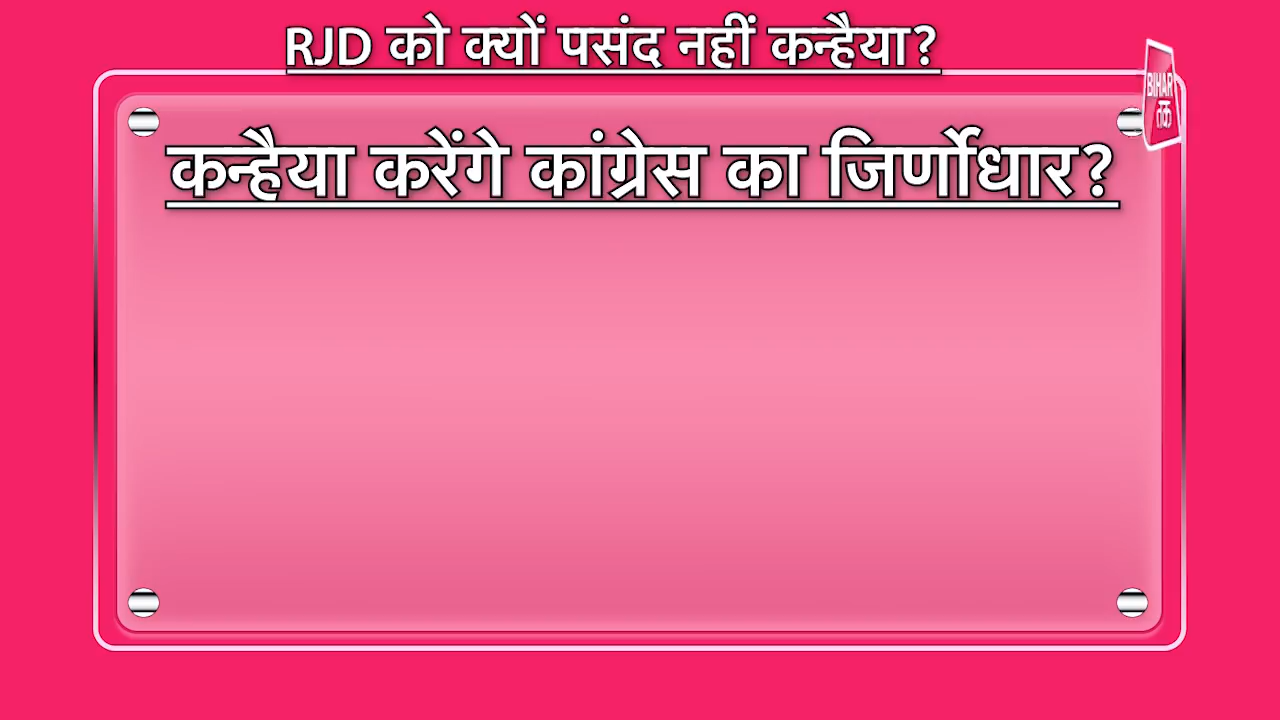 RJD को क्यों पसंद नहीं कन्हैया?
BIHAR
तक
कन्हैया करेंगे कांग्रेस का जिर्णोधार?